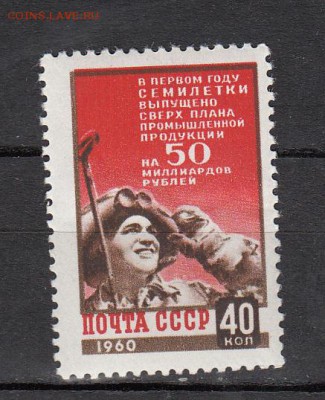 coins.lave.ru
В ПЕРВОМ ГОДУ
СЕМИЛЕТКИ
ВЫПУЩЕНО
СВЕРХ ПЛАНА
ПРОМЫШЛЕННОЙ
ПРОДУКЦИИ
НА 50
МИЛЛИАРДОВ
РУБЛЕЙ
ПОЧТА СССР
40
КОП
1960